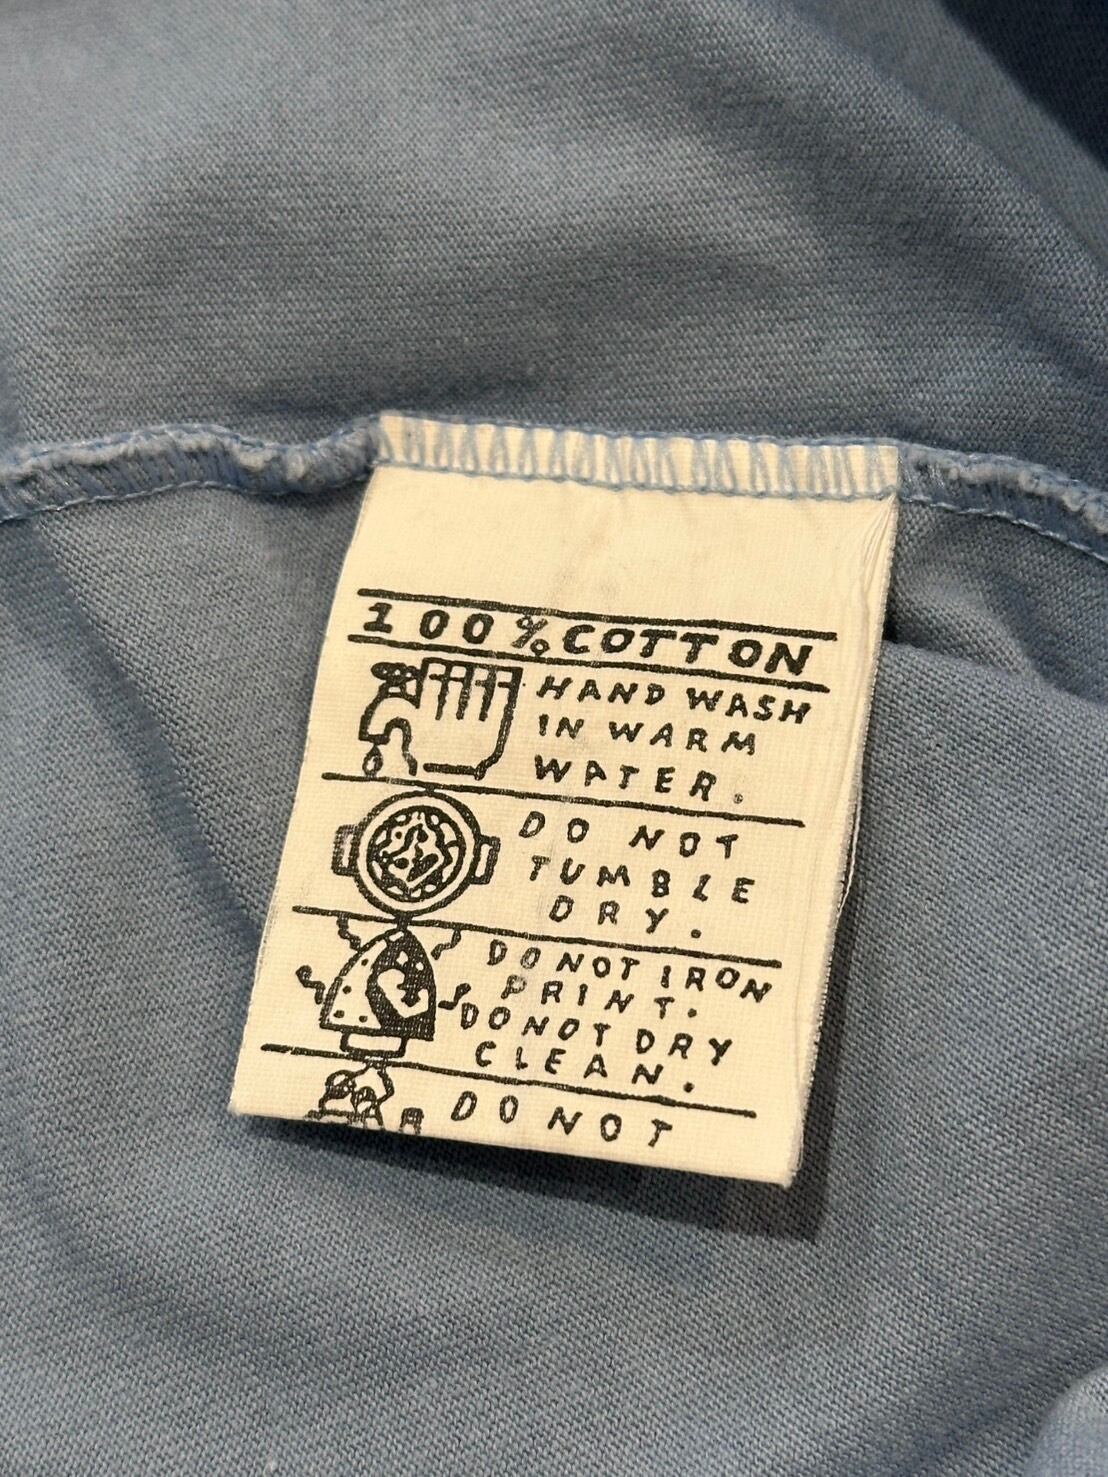 100% COTTON
HAND WASH
IN WARM
WATER.
DO NOT
TUMBLE
DRY.
DO NOT IRON
PRINT.
DO NOT DRY
CLEAN.
DO NOT